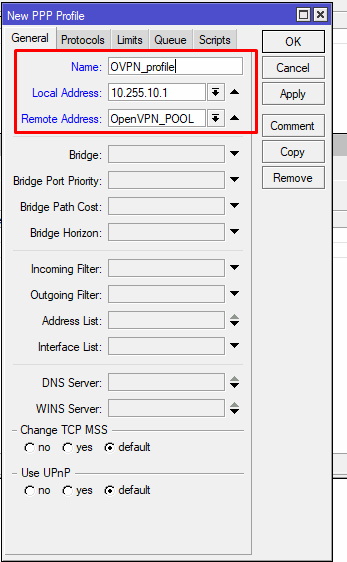 New PPP Profile
General Protocols Limits Queue Scripts
Name: OVPN_profile
Local Address: 10.255.10.1
Remote Address: OpenVPN_POOL
Bridge:
Bridge Port Priority:
Bridge Path Cost:
Bridge Horizon:
Incoming Filter:
Outgoing Filter:
Address List:
Interface List:
DNS Server:
WINS Server:
Change TCP MSS
no yes default
Use UPnP
no yes default
OK
Cancel
Apply
Comment
Copy
Remove